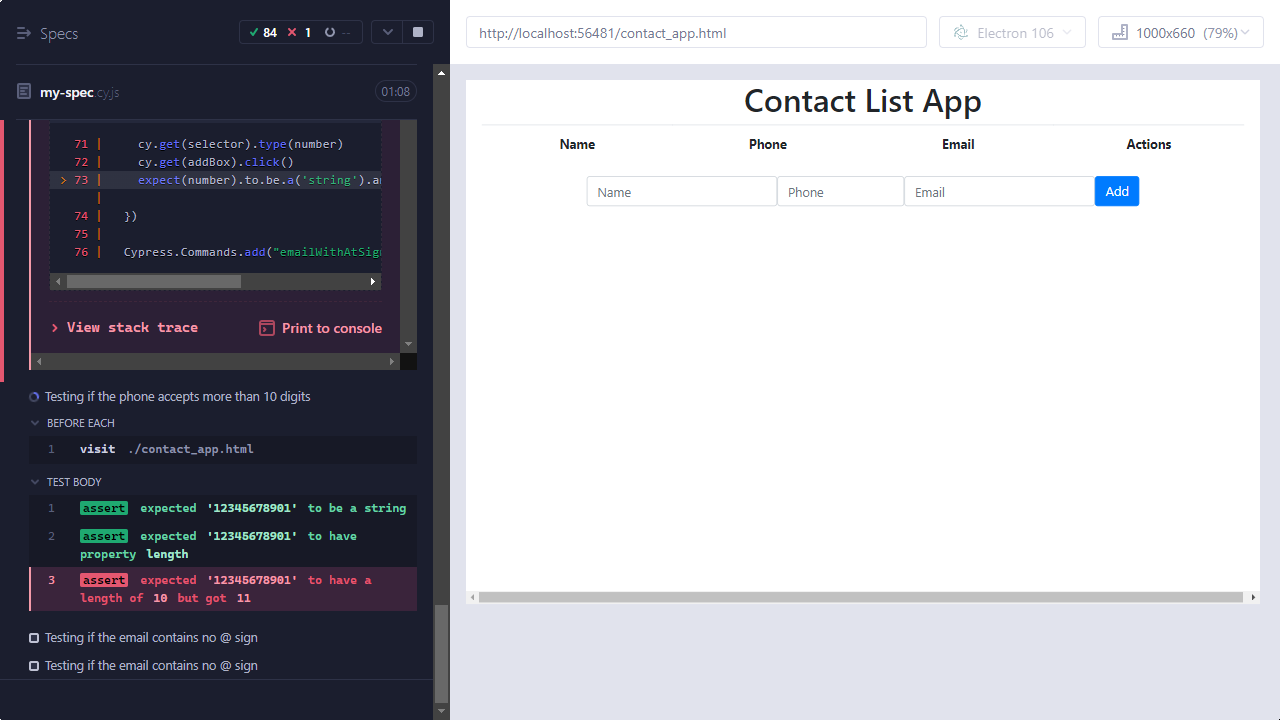 Specs
84 1 --
my-spec.cy.js 01:08
71 | cy.get(selector).type(number)
72 | cy.get(addBox).click()
> 73 | expect(number).to.be.a('string').an
|
74 | })
75 |
76 | Cypress.Commands.add("emailWithAtSign
View stack trace
Print to console
Testing if the phone accepts more than 10 digits
BEFORE EACH
1 visit ./contact_app.html
TEST BODY
1 assert expected '12345678901' to be a string
2 assert expected '12345678901' to have
property length
3 assert expected '12345678901' to have a
length of 10 but got 11
Testing if the email contains no @ sign
Testing if the email contains no @ sign
http://localhost:56481/contact_app.html
Electron 106
1000x660 (79%)
Contact List App
Name Phone Email Actions
Name Phone Email Add